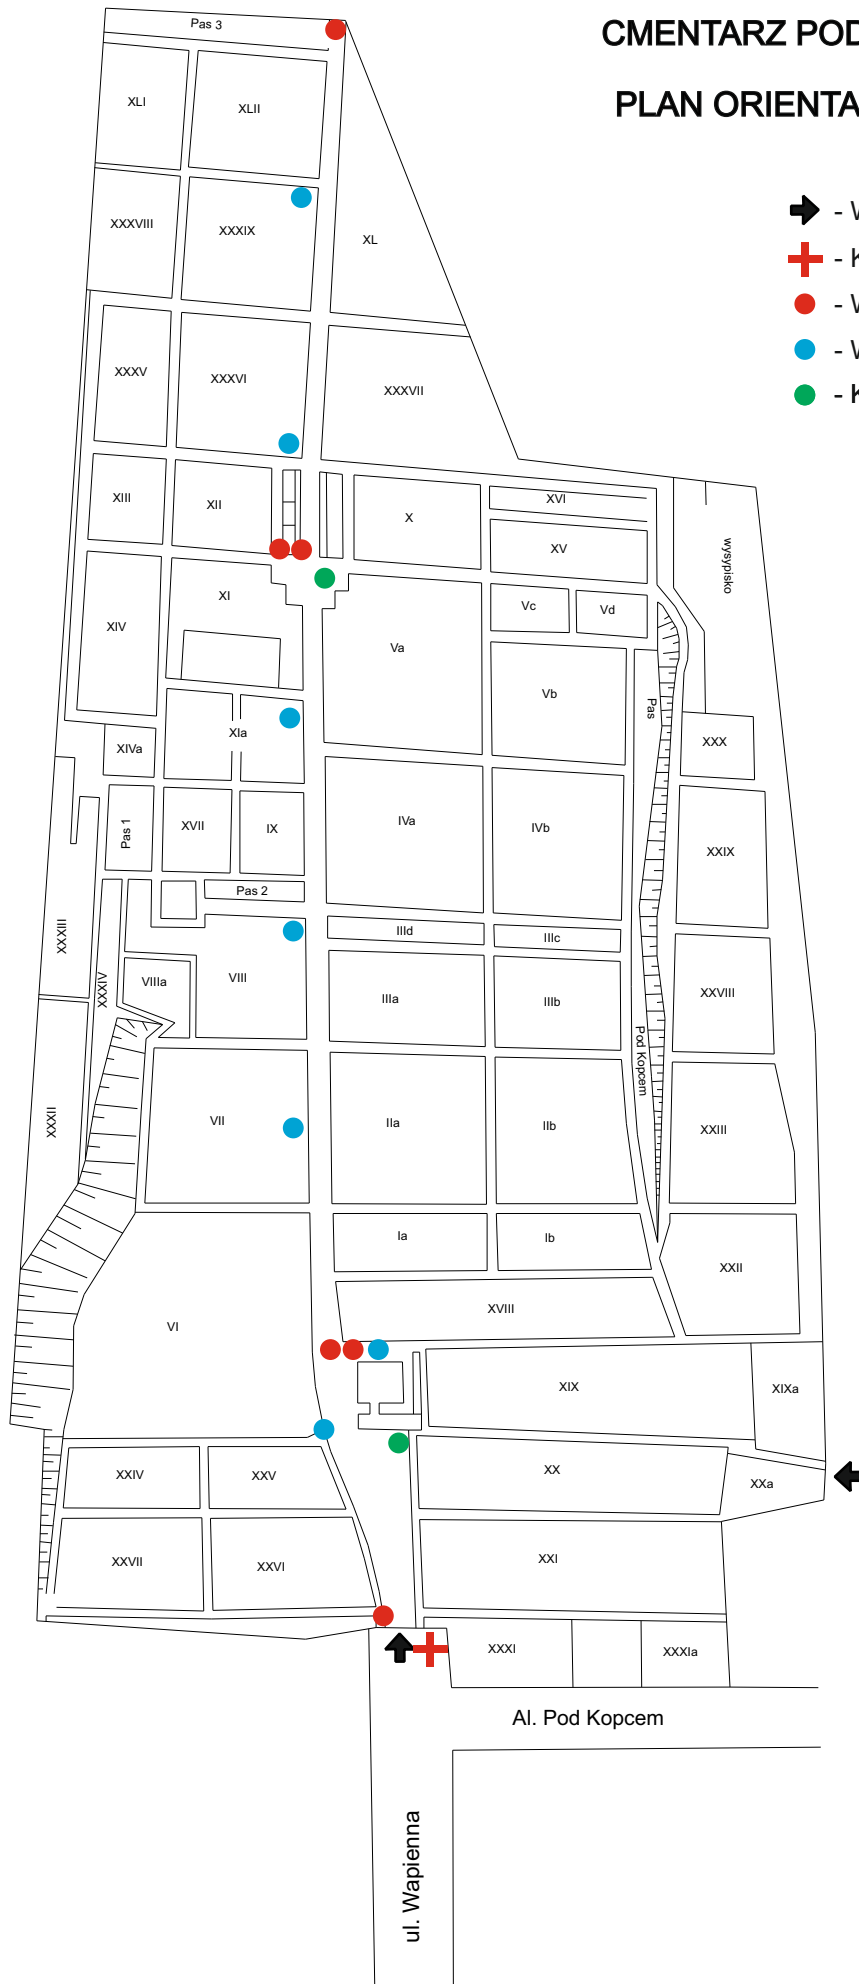 CMENTARZ POD
PLAN ORIENTA
- W
- K
- W
- W
- K
Pas 3
XLI
XLII
XXXVIII
XXXIX
XL
XXXV
XXXVI
XXXVII
XIII
XII
X
XVI
XV
wysypisko
XIV
XI
Va
Vc
Vd
Vb
Pas
XIVa
XIa
XXX
Pas 1
XVII
IX
IVa
IVb
XXIX
Pas 2
XXXIII
XXXIV
VIIIa
VIII
IIId
IIIc
IIIa
IIIb
XXVIII
Pod Kopcem
XXXII
VII
IIa
IIb
XXIII
Ia
Ib
XXII
VI
XVIII
XIX
XIXa
XXIV
XXV
XX
XXa
XXVII
XXVI
XXI
XXXI
XXXIa
Al. Pod Kopcem
ul. Wapienna